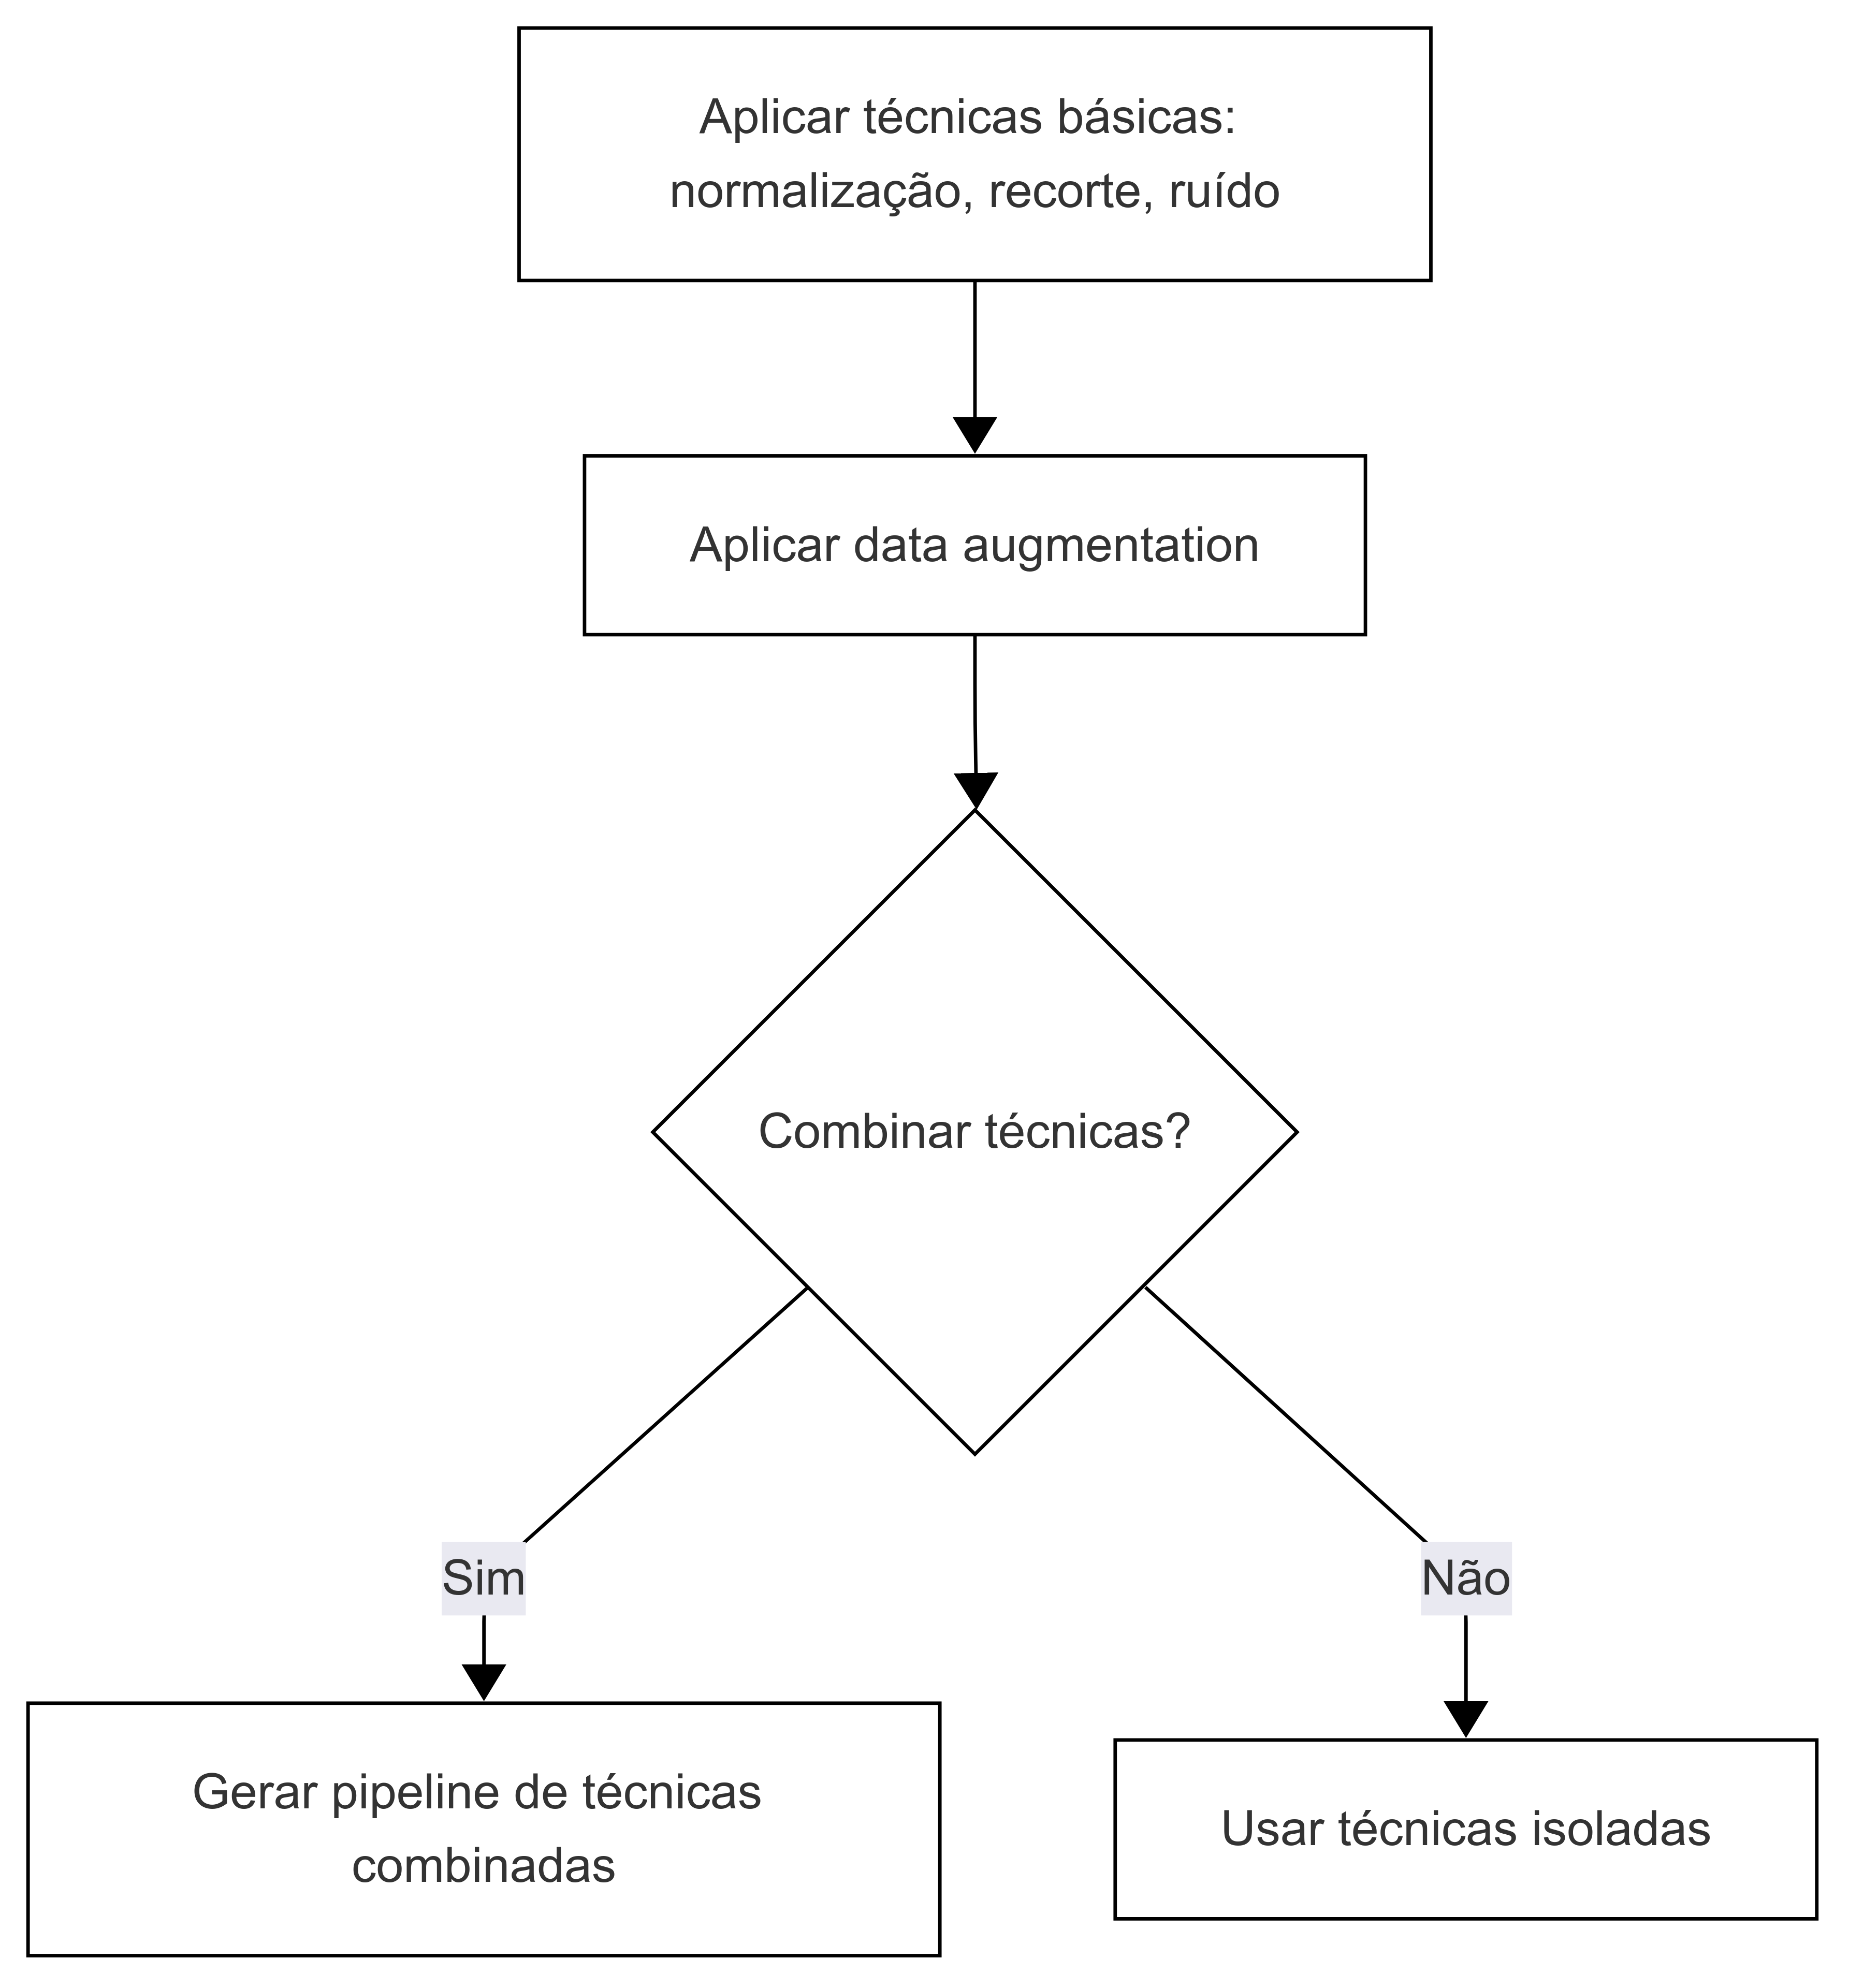 Aplicar técnicas básicas:
normalização, recorte, ruído
Aplicar data augmentation
Combinar técnicas?
Sim
Não
Gerar pipeline de técnicas
combinadas
Usar técnicas isoladas